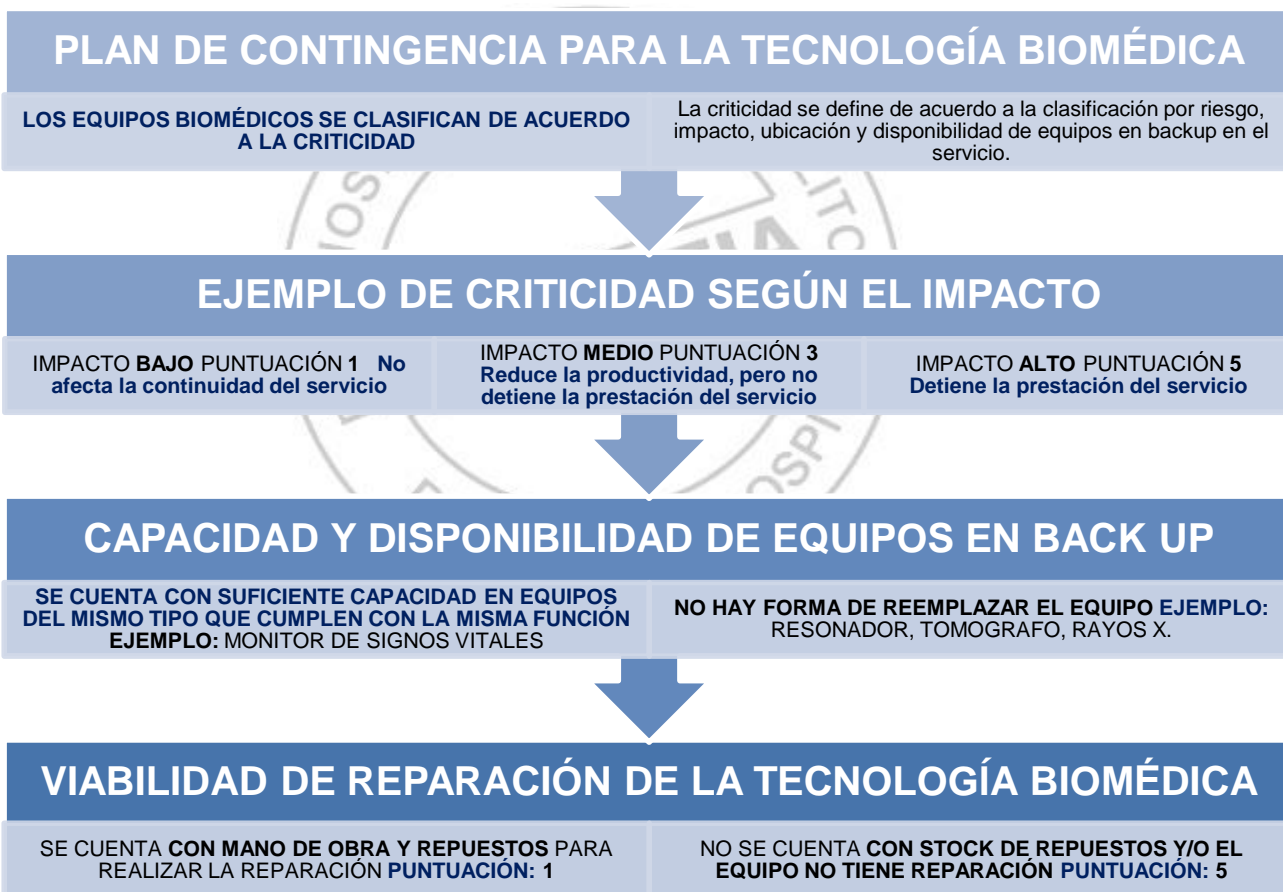 PLAN DE CONTINGENCIA PARA LA TECNOLOGÍA BIOMÉDICA
LOS EQUIPOS BIOMÉDICOS SE CLASIFICAN DE ACUERDO
A LA CRITICIDAD
La criticidad se define de acuerdo a la clasificación por riesgo,
impacto, ubicación y disponibilidad de equipos en backup en el
servicio.
EJEMPLO DE CRITICIDAD SEGÚN EL IMPACTO
IMPACTO BAJO PUNTUACIÓN 1 No
afecta la continuidad del servicio
IMPACTO MEDIO PUNTUACIÓN 3
Reduce la productividad, pero no
detiene la prestación del servicio
IMPACTO ALTO PUNTUACIÓN 5
Detiene la prestación del servicio
CAPACIDAD Y DISPONIBILIDAD DE EQUIPOS EN BACK UP
SE CUENTA CON SUFICIENTE CAPACIDAD EN EQUIPOS
DEL MISMO TIPO QUE CUMPLEN CON LA MISMA FUNCIÓN
EJEMPLO: MONITOR DE SIGNOS VITALES
NO HAY FORMA DE REEMPLAZAR EL EQUIPO EJEMPLO:
RESONADOR, TOMOGRAFO, RAYOS X.
VIABILIDAD DE REPARACIÓN DE LA TECNOLOGÍA BIOMÉDICA
SE CUENTA CON MANO DE OBRA Y REPUESTOS PARA
REALIZAR LA REPARACIÓN PUNTUACIÓN: 1
NO SE CUENTA CON STOCK DE REPUESTOS Y/O EL
EQUIPO NO TIENE REPARACIÓN PUNTUACIÓN: 5